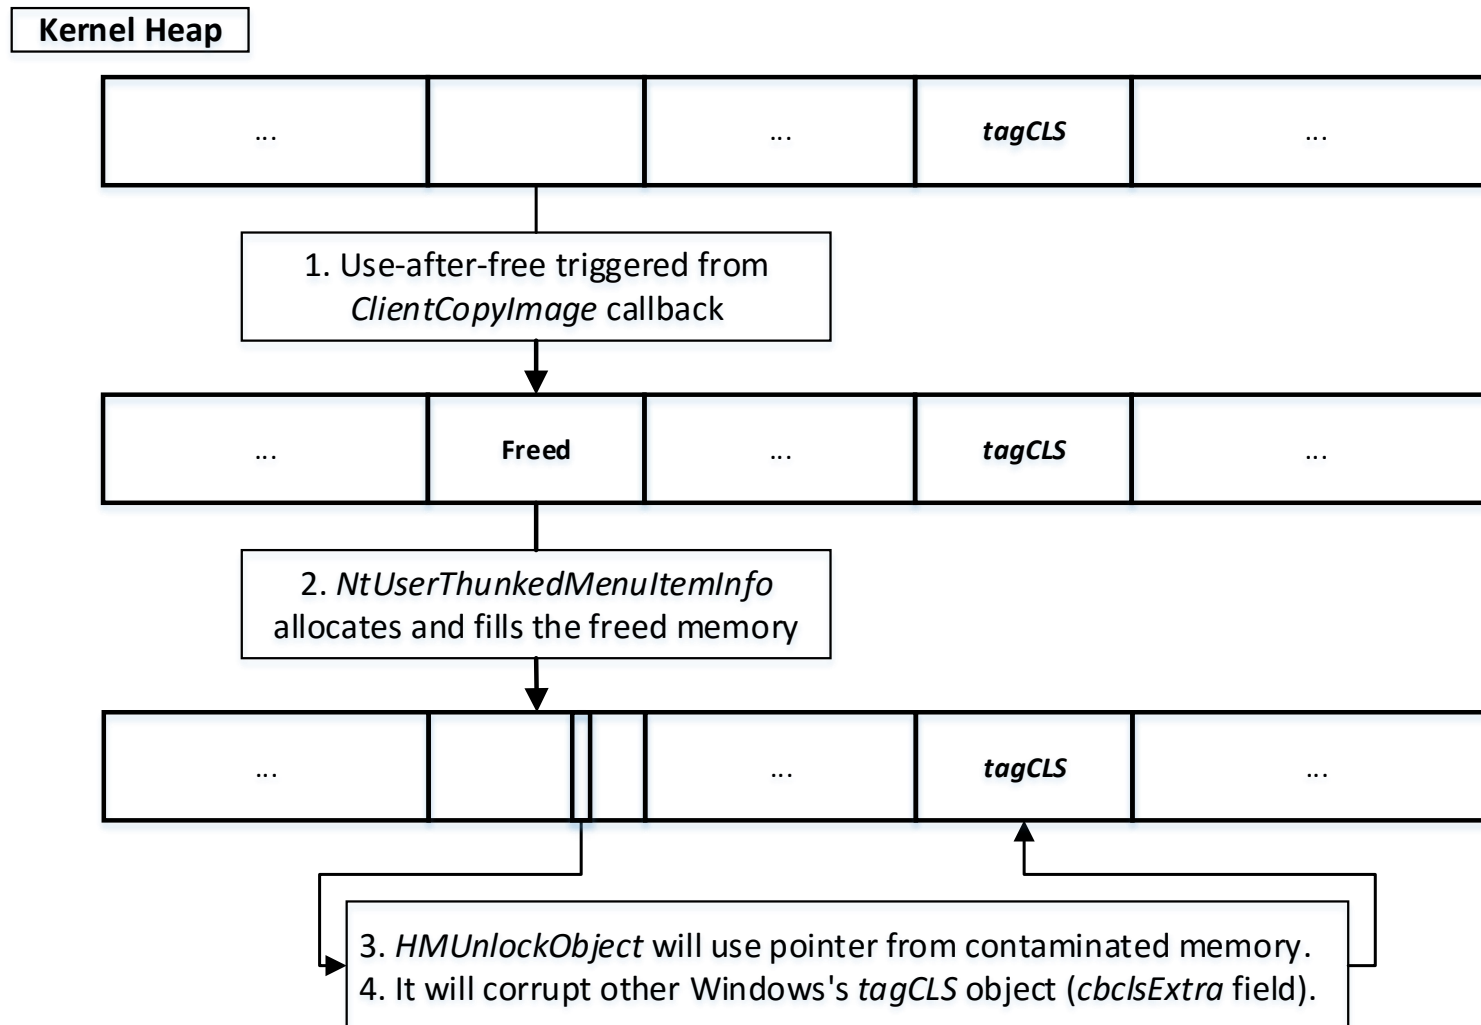 Kernel Heap
... ... tagCLS ...
1. Use-after-free triggered from
ClientCopyImage callback
... Freed ... tagCLS ...
2. NtUserThunkedMenuItemInfo
allocates and fills the freed memory
... ... tagCLS ...
3. HMUnlockObject will use pointer from contaminated memory.
4. It will corrupt other Windows's tagCLS object (cbclsExtra field).